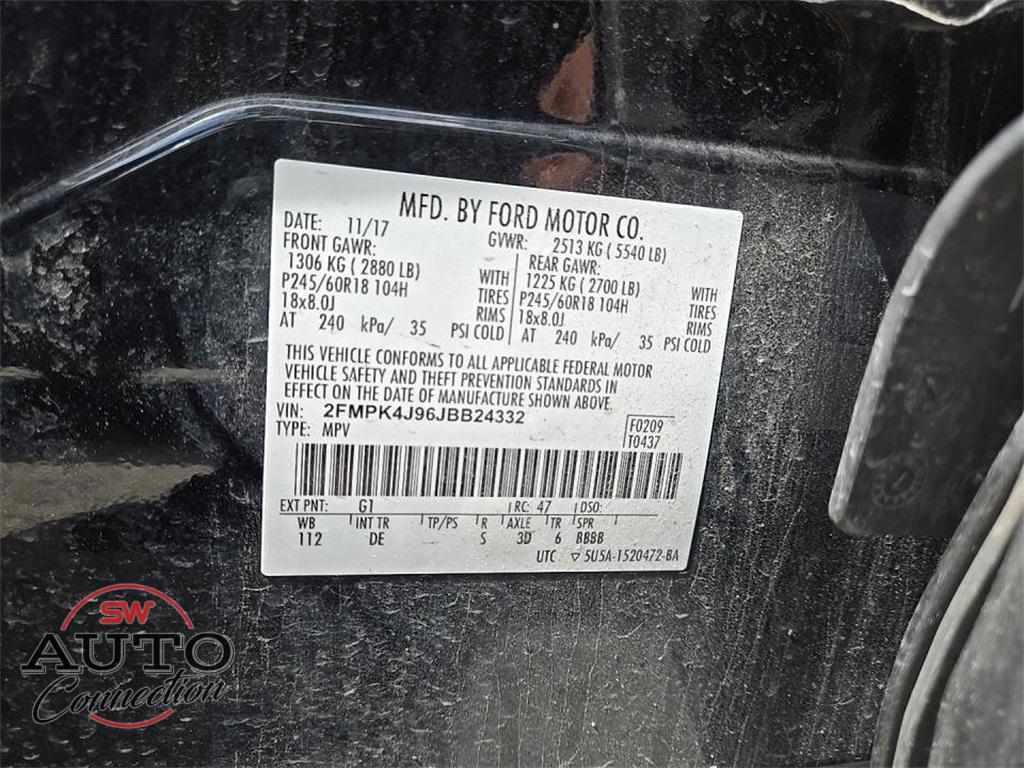 MFD. BY FORD MOTOR CO.
DATE: 11/17 GVWR: 2513 KG ( 5540 LB)
FRONT GAWR: REAR GAWR:
1306 KG ( 2880 LB) WITH 1225 KG ( 2700 LB) WITH
P245/60R18 104H TIRES P245/60R18 104H TIRES
18x8.0J RIMS 18x8.0J RIMS
AT 240 kPa/ 35 PSI COLD AT 240 kPa/ 35 PSI COLD
THIS VEHICLE CONFORMS TO ALL APPLICABLE FEDERAL MOTOR
VEHICLE SAFETY AND THEFT PREVENTION STANDARDS IN
EFFECT ON THE DATE OF MANUFACTURE SHOWN ABOVE.
VIN: 2FMPK4J96JBB24332 F0209
TYPE: MPV T0437
EXT PNT: G1 RC: 47 DSO:
WB INT TR TP/PS R AXLE TR SPR
112 DE S 3D 6 RBBB
UTC ▽ 5U5A-1520472-BA
SW
AUTO
Connection